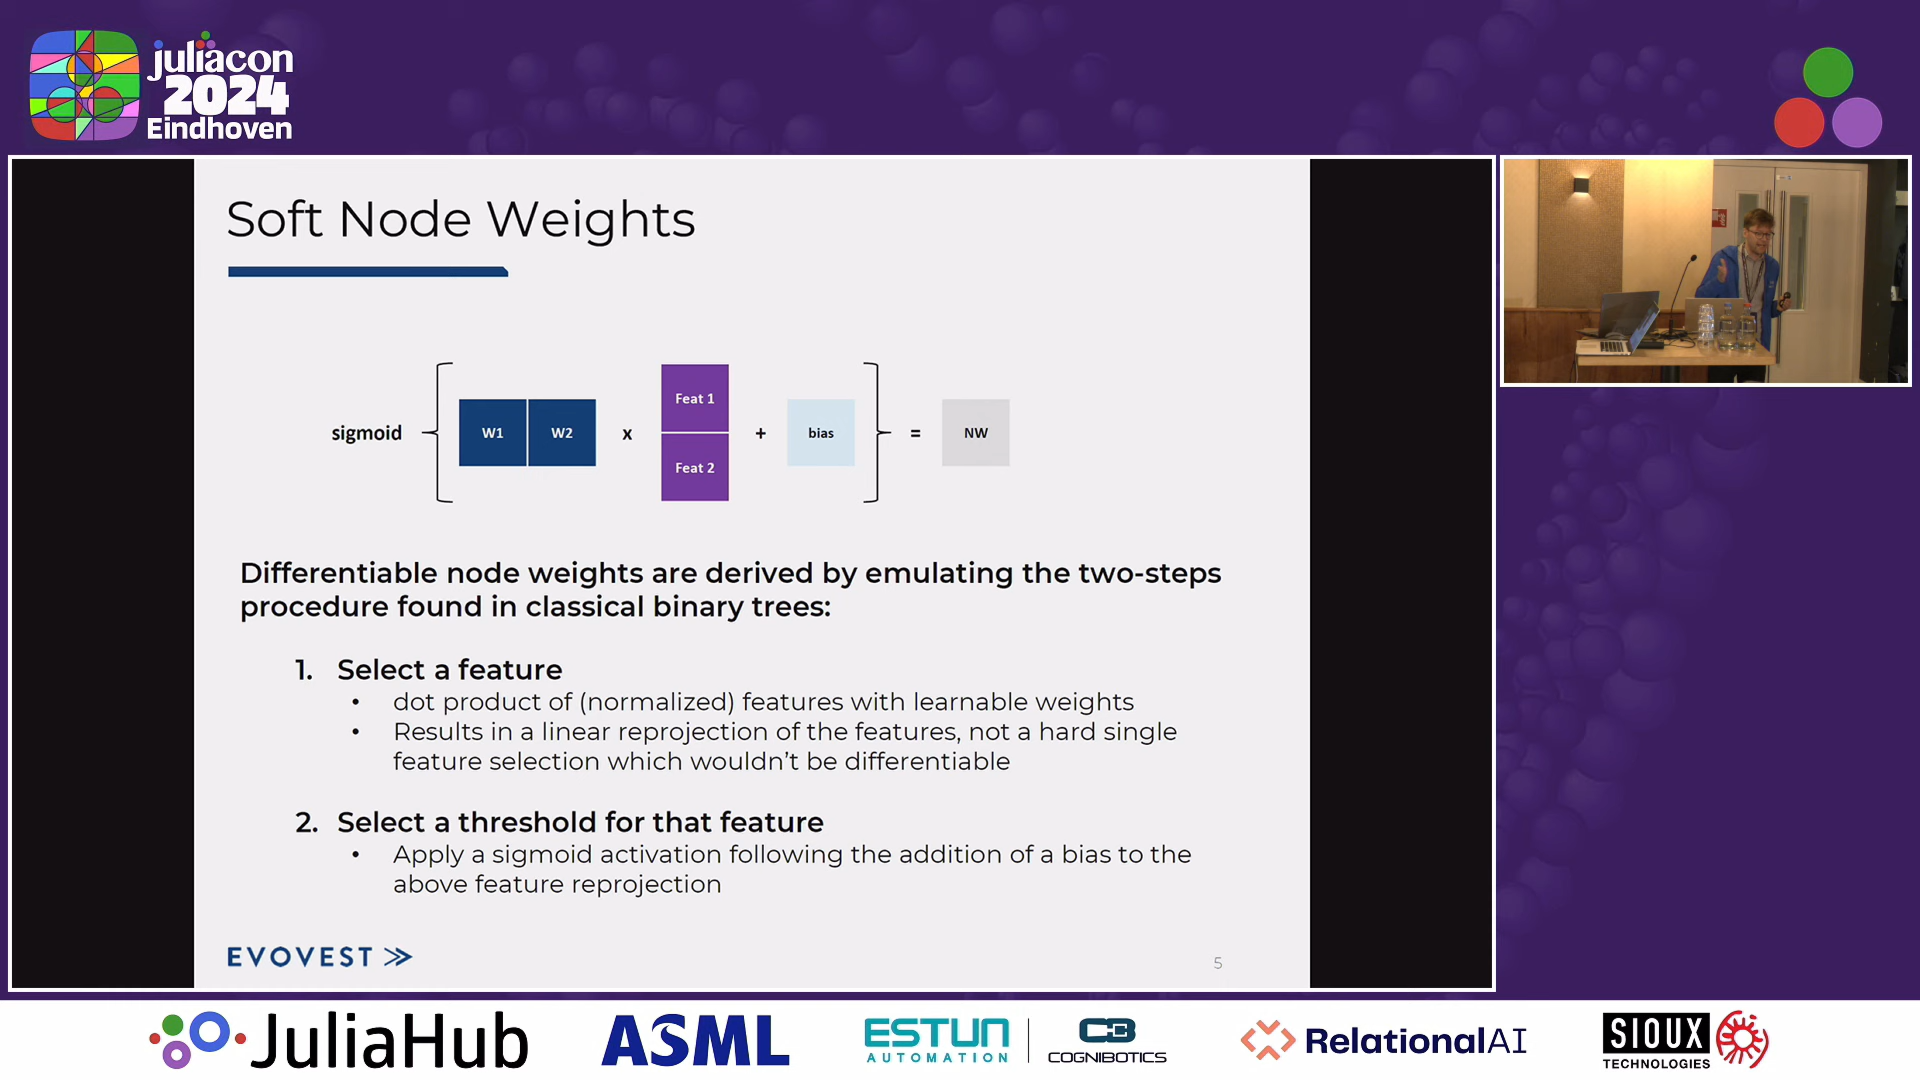 juliacon
2024
Eindhoven
Soft Node Weights
sigmoid
W1 W2 x Feat 1 + bias = NW
Feat 2
Differentiable node weights are derived by emulating the two-steps
procedure found in classical binary trees:
1. Select a feature
• dot product of (normalized) features with learnable weights
• Results in a linear reprojection of the features, not a hard single
feature selection which wouldn't be differentiable
2. Select a threshold for that feature
• Apply a sigmoid activation following the addition of a bias to the
above feature reprojection
EVOVEST
5
JuliaHub
ASML
ESTUN
AUTOMATION
COGNIBOTICS
RelationalAI
SIOUX
TECHNOLOGIES